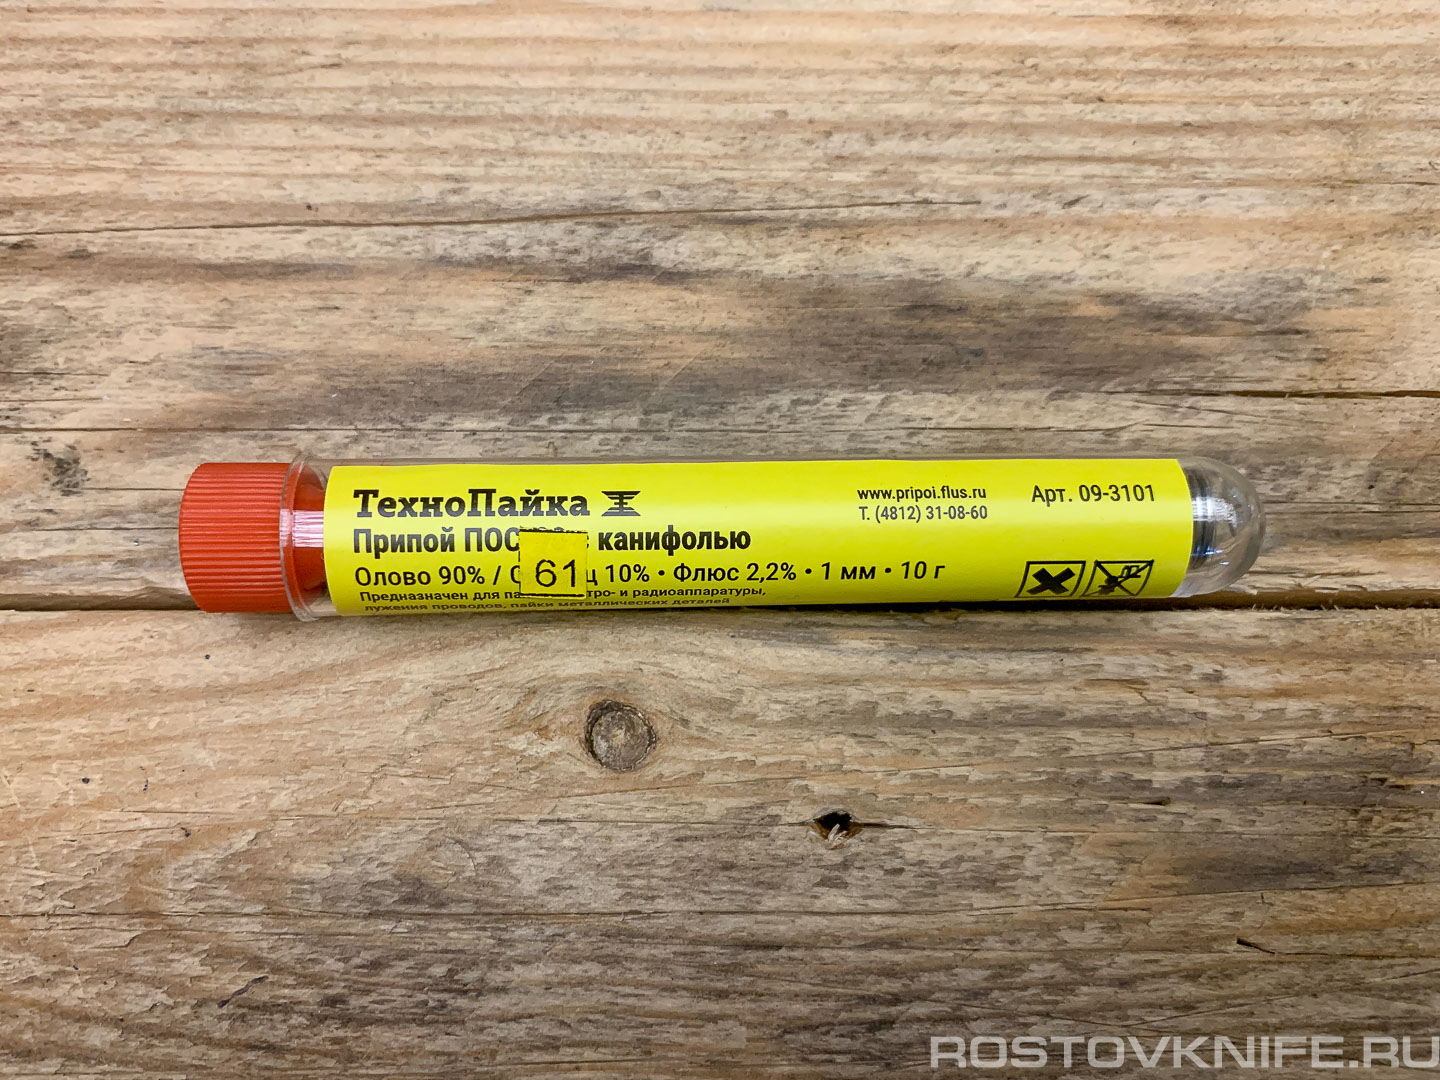 ТехноПайка
Припой ПОС с канифолью
Олово 90% / 10% • Флюс 2,2% • 1 мм • 10 г
Предназначен для и радиоаппаратуры,
лужения проводов, пайки металлических деталей
61
www.pripoi.flus.ru
Т. (4812) 31-08-60
Арт. 09-3101
ROSTOVKNIFE.RU